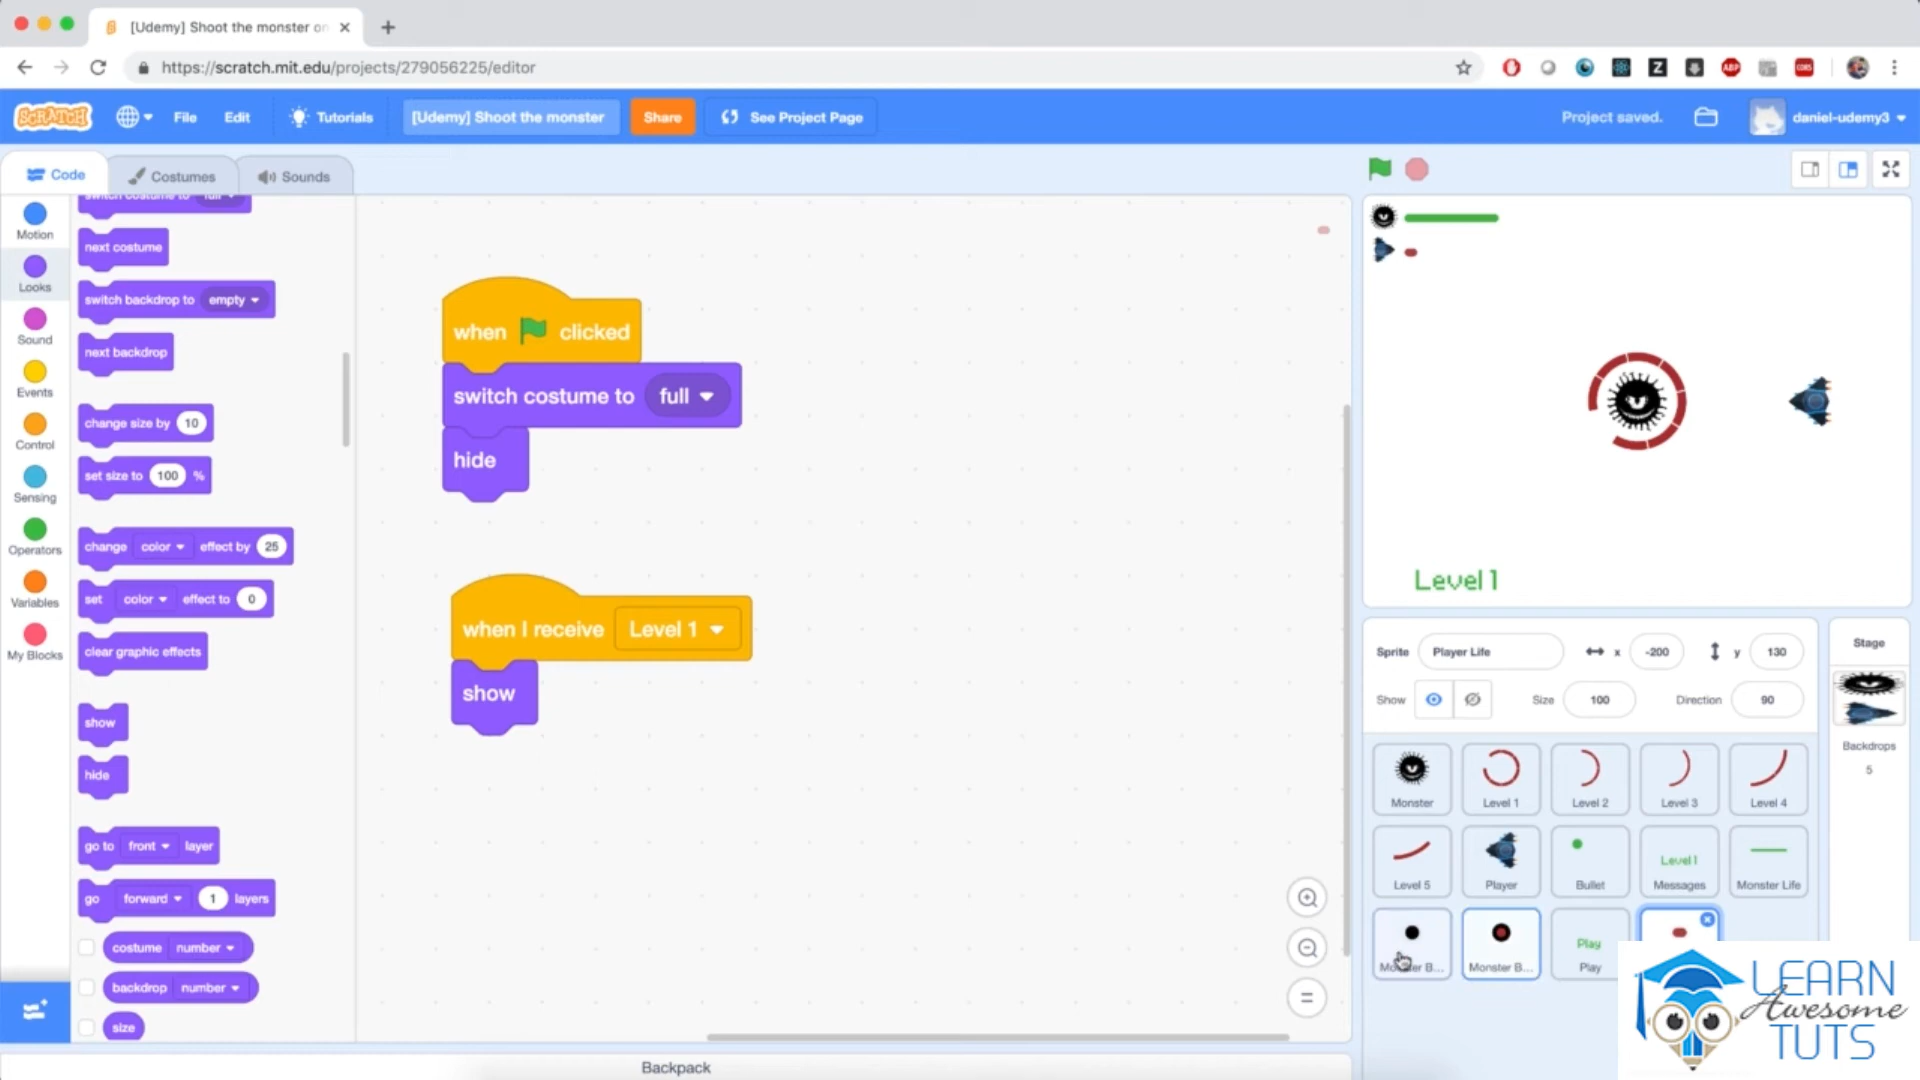 [Udemy] Shoot the monster on
https://scratch.mit.edu/projects/279056225/editor
SCRATCH
File
Edit
Tutorials
[Udemy] Shoot the monster
Share
See Project Page
Project saved.
daniel-udemy3
Code
Costumes
Sounds
Motion
Looks
Sound
Events
Control
Sensing
Operators
Variables
My Blocks
switch costume to full
next costume
switch backdrop to empty
next backdrop
change size by 10
set size to 100 %
change color effect by 25
set color effect to 0
clear graphic effects
show
hide
go to front layer
go forward 1 layers
costume number
backdrop number
size
when clicked
switch costume to full
hide
when I receive Level 1
show
Backpack
Level 1
Sprite Player Life x -200 y 130
Show Size 100 Direction 90
Monster
Level 1
Level 2
Level 3
Level 4
Level 5
Player
Bullet
Level 1
Messages
Monster Life
Monster B...
Monster B...
Play
Play
Stage
Backdrops
5
LEARN
Awesome
TUTS